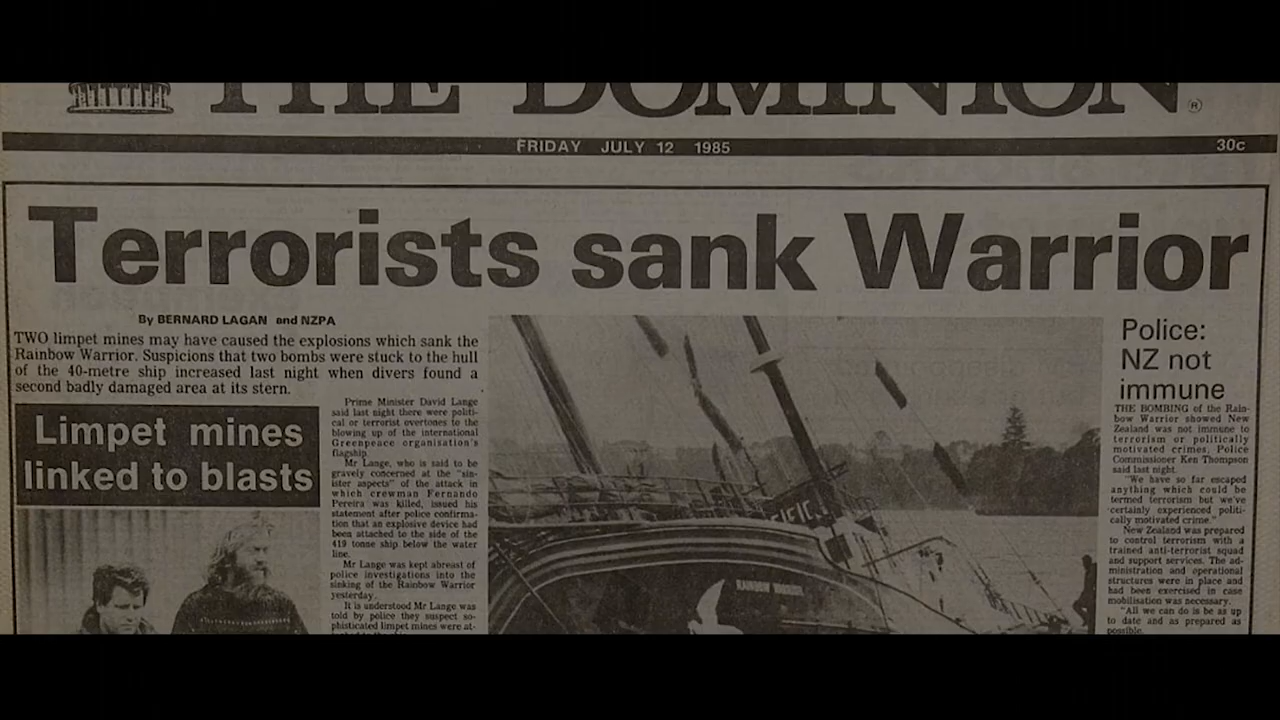 THE DOMINION
®
FRIDAY JULY 12 1985
30c
Terrorists sank Warrior
By BERNARD LAGAN and NZPA
TWO limpet mines may have caused the explosions which sank the
Rainbow Warrior. Suspicions that two bombs were stuck to the hull
of the 40-metre ship increased last night when divers found a
second badly damaged area at its stern.
Limpet mines
linked to blasts
Prime Minister David Lange
said last night there were politi-
cal or terrorist overtones to the
blowing up of the international
Greenpeace organisation's
flagship.
Mr Lange, who is said to be
gravely concerned at the "sin-
ister aspects" of the attack in
which crewman Fernando
Pereira was killed, issued his
statement after police confirma-
tion that an explosive device had
been attached to the side of the
419 tonne ship below the water
line.
Mr Lange was kept abreast of
police investigations into the
sinking of the Rainbow Warrior
yesterday.
It is understood Mr Lange was
told by police they suspect so-
phisticated limpet mines were at-
RAINBOW WARRIOR
Police:
NZ not
immune
THE BOMBING of the Rain-
bow Warrior showed New
Zealand was not immune to
terrorism or politically
motivated crimes, Police
Commissioner Ken Thompson
said last night.
"We have so far escaped
anything which could be
termed terrorism but we've
certainly experienced politi-
cally motivated crime."
New Zealand was prepared
to control terrorism with a
trained anti-terrorist squad
and support services. The ad-
ministration and operational
structures were in place and
had been exercised in case
mobilisation was necessary.
"All we can do is be as up
to date and as prepared as
possible.